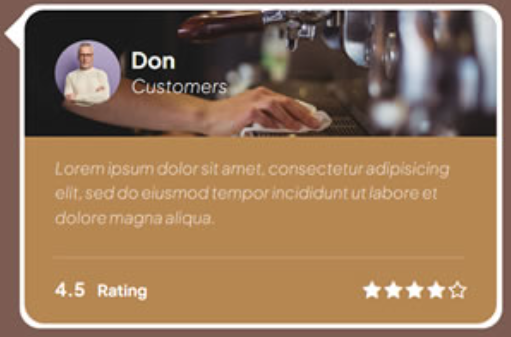 Don
Customers
Lorem ipsum dolor sit amet, consectetur adipisicing
elit, sed do eiusmod tempor incididunt ut labore et
dolore magna aliqua.
4.5 Rating